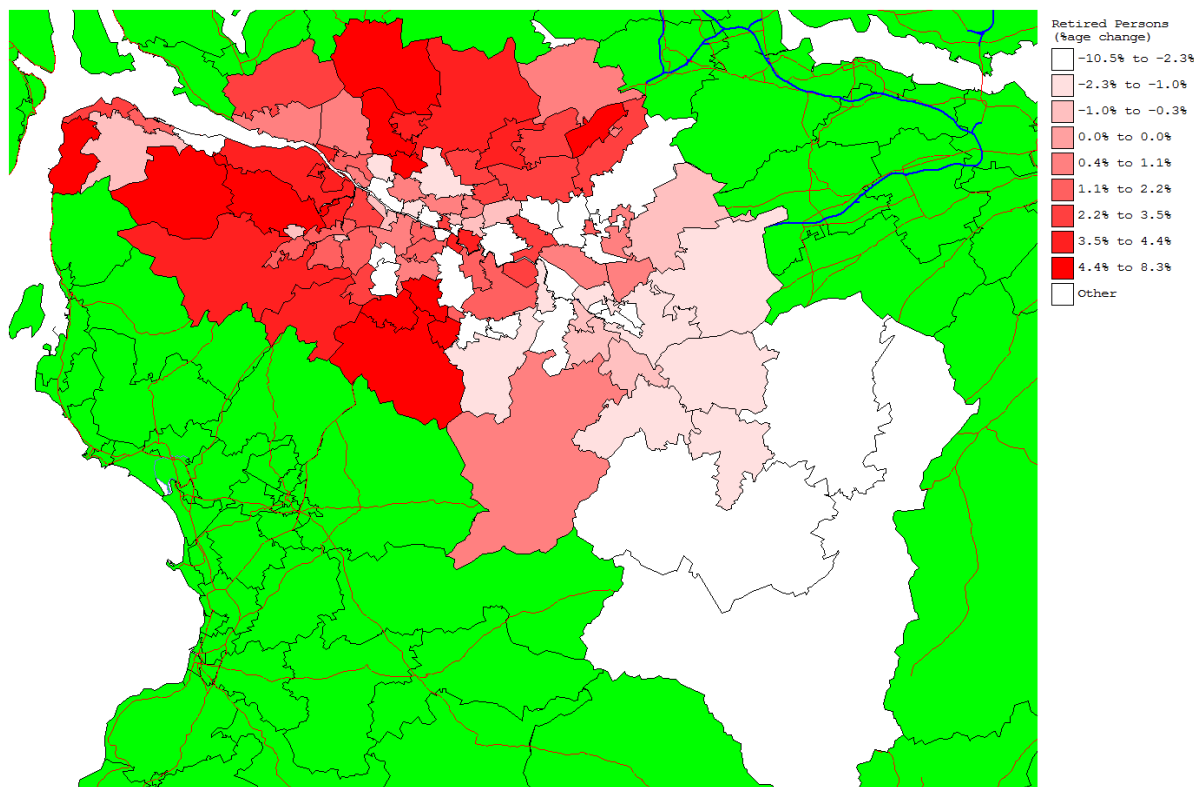 Retired Persons
(%age change)
-10.5% to -2.3%
-2.3% to -1.0%
-1.0% to -0.3%
0.0% to 0.0%
0.4% to 1.1%
1.1% to 2.2%
2.2% to 3.5%
3.5% to 4.4%
4.4% to 8.3%
Other